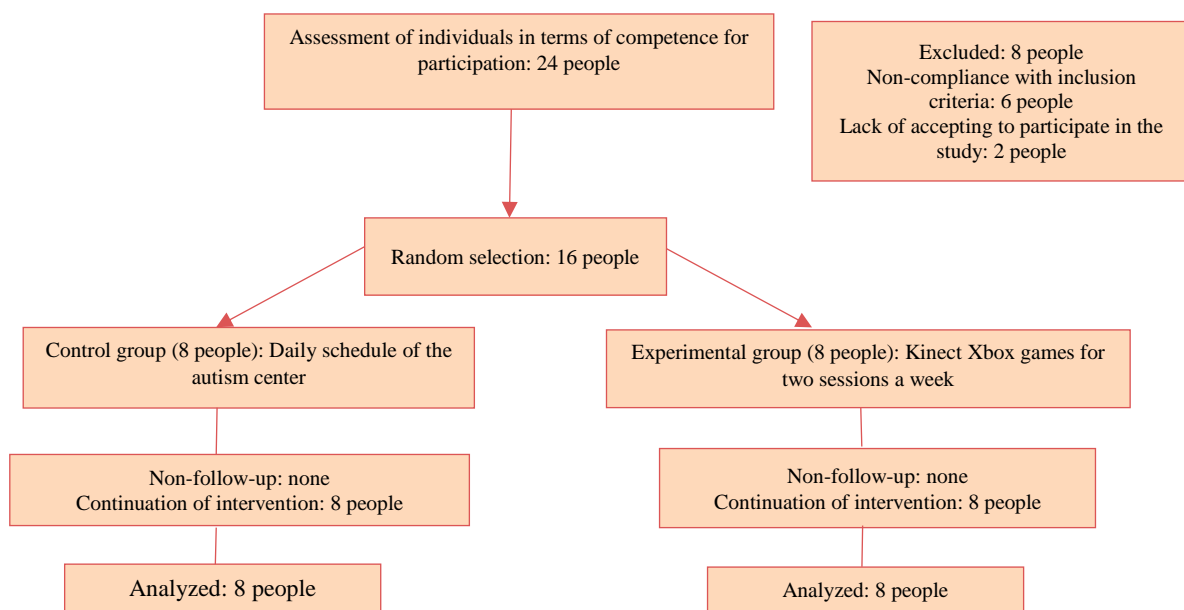 Assessment of individuals in terms of competence for
participation: 24 people
Excluded: 8 people
Non-compliance with inclusion
criteria: 6 people
Lack of accepting to participate in the
study: 2 people
Random selection: 16 people
Control group (8 people): Daily schedule of the
autism center
Experimental group (8 people): Kinect Xbox games for
two sessions a week
Non-follow-up: none
Continuation of intervention: 8 people
Non-follow-up: none
Continuation of intervention: 8 people
Analyzed: 8 people
Analyzed: 8 people